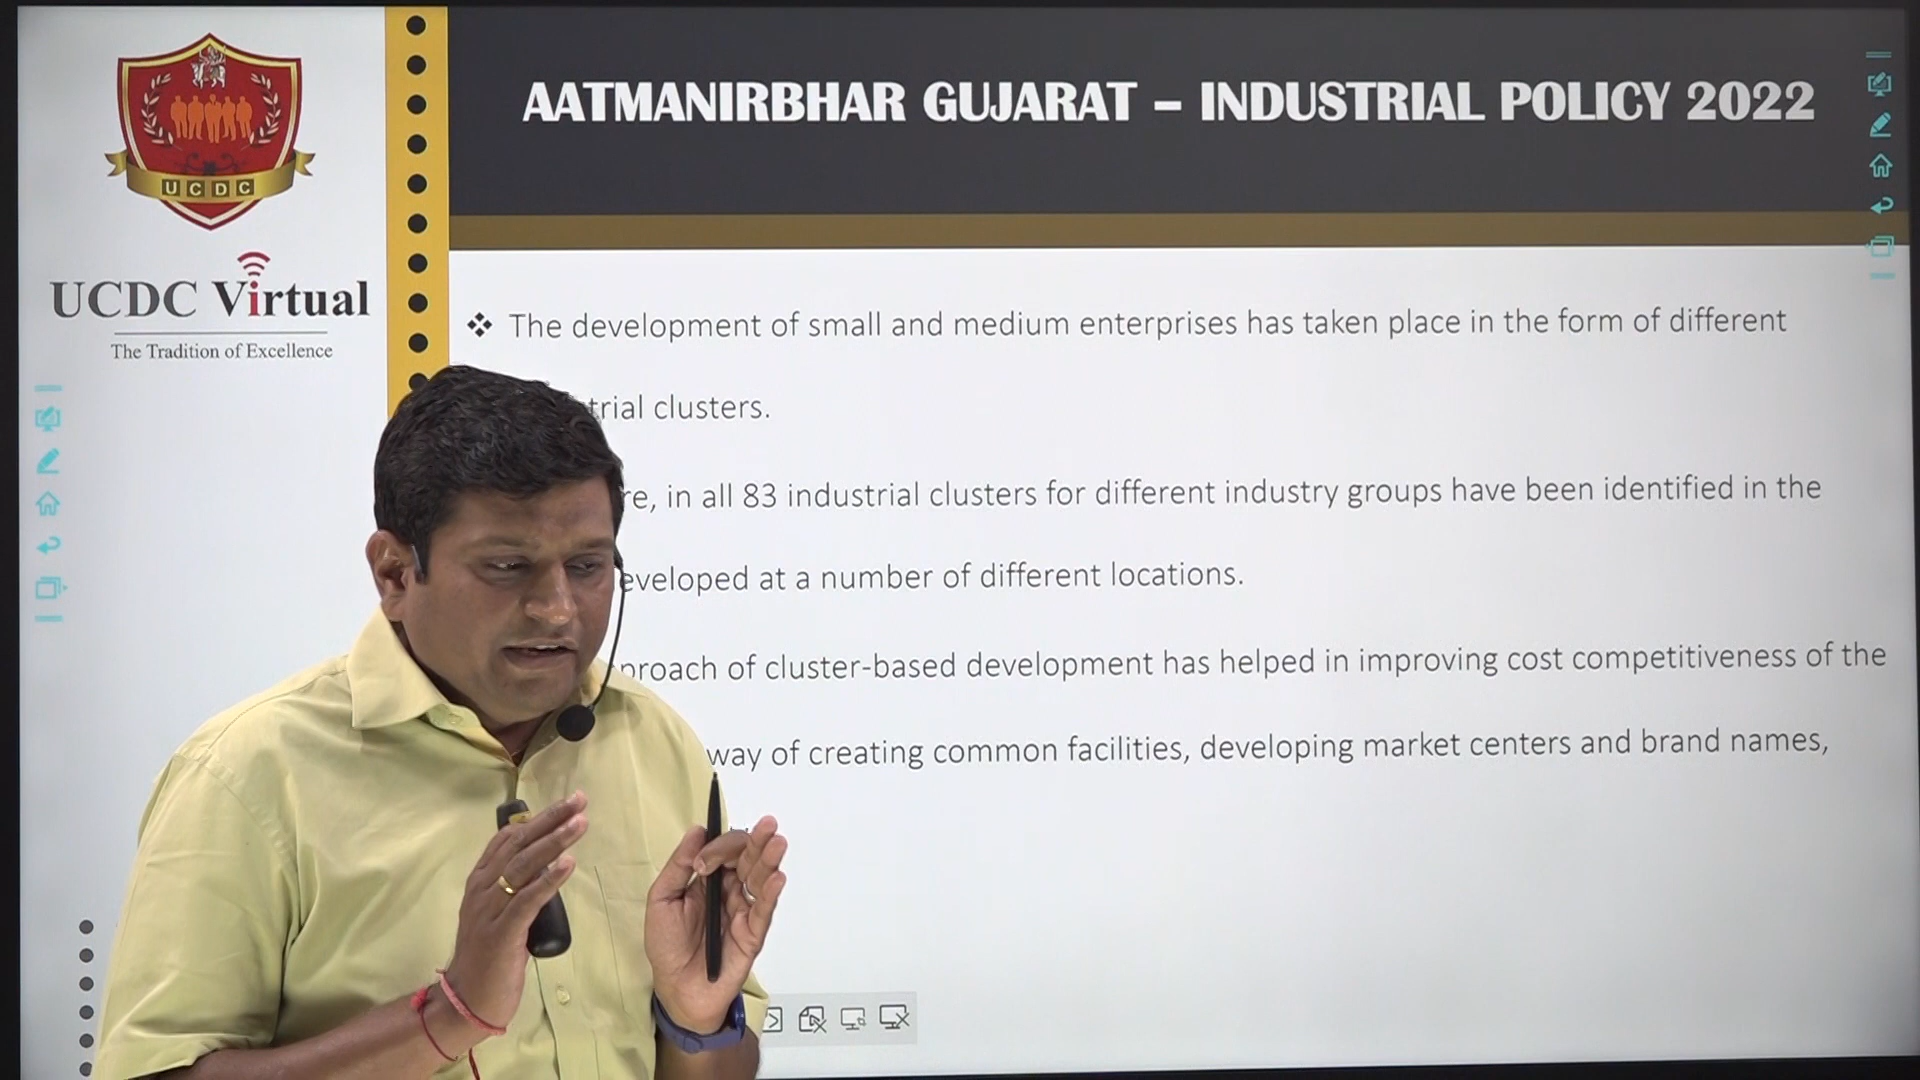 UCDC
UCDC Virtual
The Tradition of Excellence
AATMANIRBHAR GUJARAT – INDUSTRIAL POLICY 2022
❖ The development of small and medium enterprises has taken place in the form of different
trial clusters.
re, in all 83 industrial clusters for different industry groups have been identified in the
eveloped at a number of different locations.
proach of cluster-based development has helped in improving cost competitiveness of the
way of creating common facilities, developing market centers and brand names,